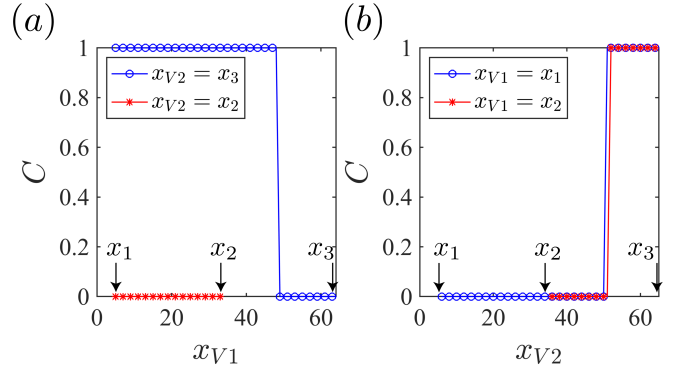 (a)
(b)
1
0.8
0.6
0.4
0.2
0
C
x_{V2} = x_3
x_{V2} = x_2
x_1
x_2
x_3
0
20
40
60
x_{V1}
1
0.8
0.6
0.4
0.2
0
C
x_{V1} = x_1
x_{V1} = x_2
x_1
x_2
x_3
0
20
40
60
x_{V2}